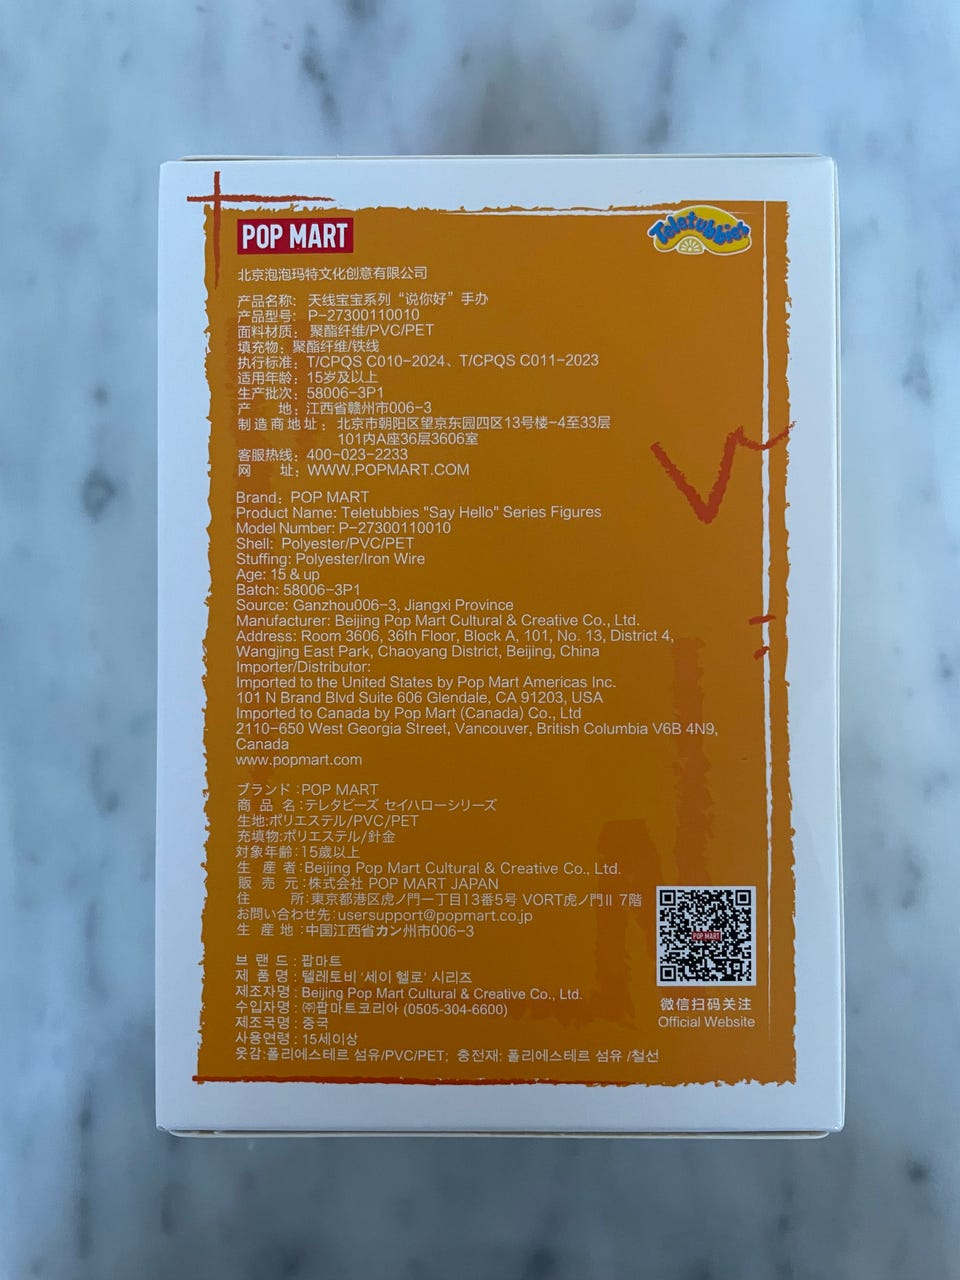 POP MART
Teletubbies
北京泡泡玛特文化创意有限公司
产品名称： 天线宝宝系列“说你好”手办
产品型号： P-27300110010
面料材质： 聚酯纤维/PVC/PET
填充物：聚酯纤维/铁线
执行标准：T/CPQS C010-2024、T/CPQS C011-2023
适用年龄：15岁及以上
生产批次：58006-3P1
产 地：江西省赣州市006-3
制造商地址：北京市朝阳区望京东园四区13号楼-4至33层
101内A座36层3606室
客服热线：400-023-2233
网 址：WWW.POPMART.COM
Brand：POP MART
Product Name: Teletubbies "Say Hello" Series Figures
Model Number: P-27300110010
Shell: Polyester/PVC/PET
Stuffing: Polyester/Iron Wire
Age: 15 & up
Batch: 58006-3P1
Source: Ganzhou006-3, Jiangxi Province
Manufacturer: Beijing Pop Mart Cultural & Creative Co., Ltd.
Address: Room 3606, 36th Floor, Block A, 101, No. 13, District 4,
Wangjing East Park, Chaoyang District, Beijing, China
Importer/Distributor:
Imported to the United States by Pop Mart Americas Inc.
101 N Brand Blvd Suite 606 Glendale, CA 91203, USA
Imported to Canada by Pop Mart (Canada) Co., Ltd
2110-650 West Georgia Street, Vancouver, British Columbia V6B 4N9,
Canada
www.popmart.com
ブランド：POP MART
商 品 名：テレタビーズ セイハローシリーズ
生地:ポリエステル/PVC/PET
充填物:ポリエステル/針金
対象年齢:15歳以上
生 産 者:Beijing Pop Mart Cultural & Creative Co., Ltd.
販 売 元:株式会社 POP MART JAPAN
住 所:東京都港区虎ノ門一丁目13番5号 VORT虎ノ門II 7階
お問い合わせ先:usersupport@popmart.co.jp
生 産 地:中国江西省カン州市006-3
브 랜 드 : 팝마트
제 품 명 : 텔레토비 '세이 헬로' 시리즈
제조자명 : Beijing Pop Mart Cultural & Creative Co., Ltd.
수입자명 : ㈜팝마트코리아 (0505-304-6600)
제조국명 : 중국
사용연령 : 15세이상
옷감:폴리에스테르 섬유/PVC/PET; 충전재: 폴리에스테르 섬유 /철선
POP MART
微信扫码关注
Official Website